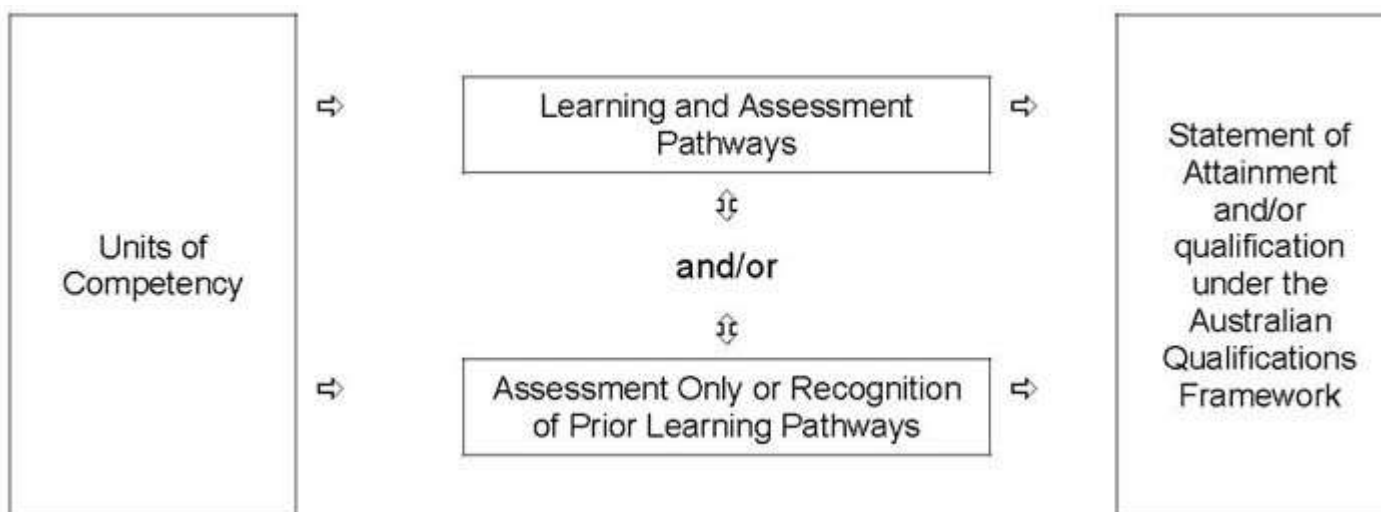 Units of
Competency
Learning and Assessment
Pathways
and/or
Assessment Only or Recognition
of Prior Learning Pathways
Statement of
Attainment
and/or
qualification
under the
Australian
Qualifications
Framework